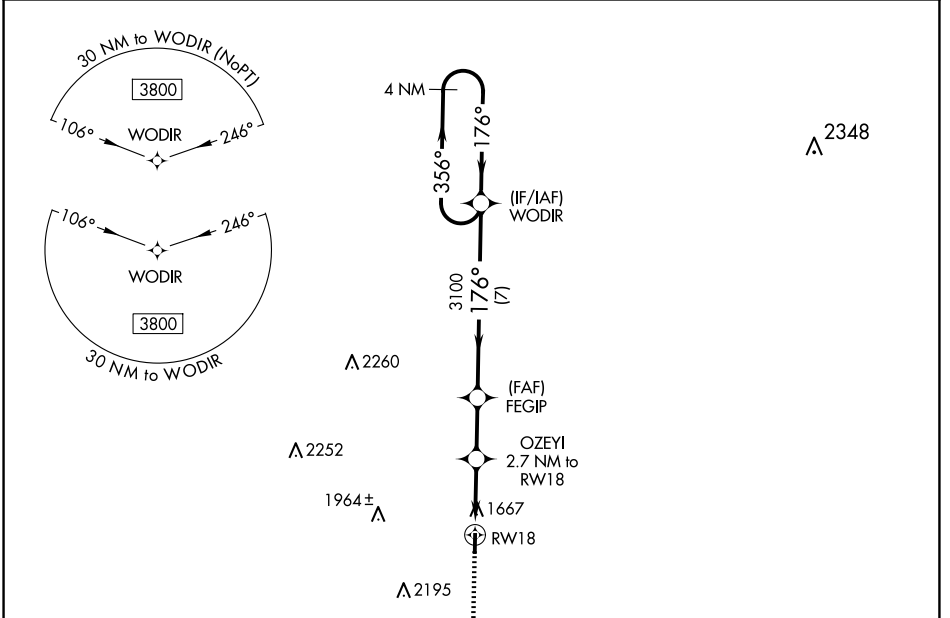 30 NM to WODIR (NoPT)
3800
106°
WODIR
246°
106°
246°
WODIR
3800
30 NM to WODIR
4 NM
356°
176°
(IF/IAF)
WODIR
2348
3100
176°
(7)
2260
(FAF)
FEGIP
2252
OZEYI
2.7 NM to
RW18
1964±
1667
RW18
2195